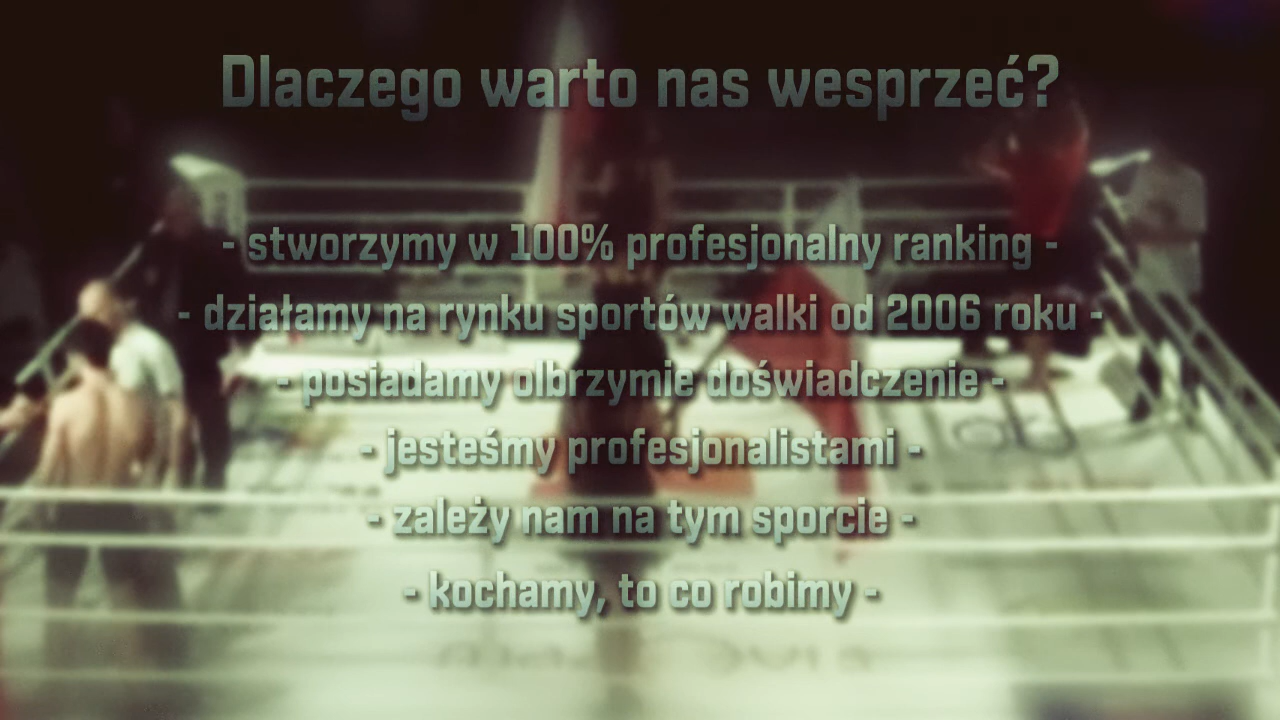 Dlaczego warto nas wesprzeć?
- stworzymy w 100% profesjonalny ranking -
- działamy na rynku sportów walki od 2006 roku -
- posiadamy olbrzymie doświadczenie -
- jesteśmy profesjonalistami -
- zależy nam na tym sporcie -
- kochamy, to co robimy -